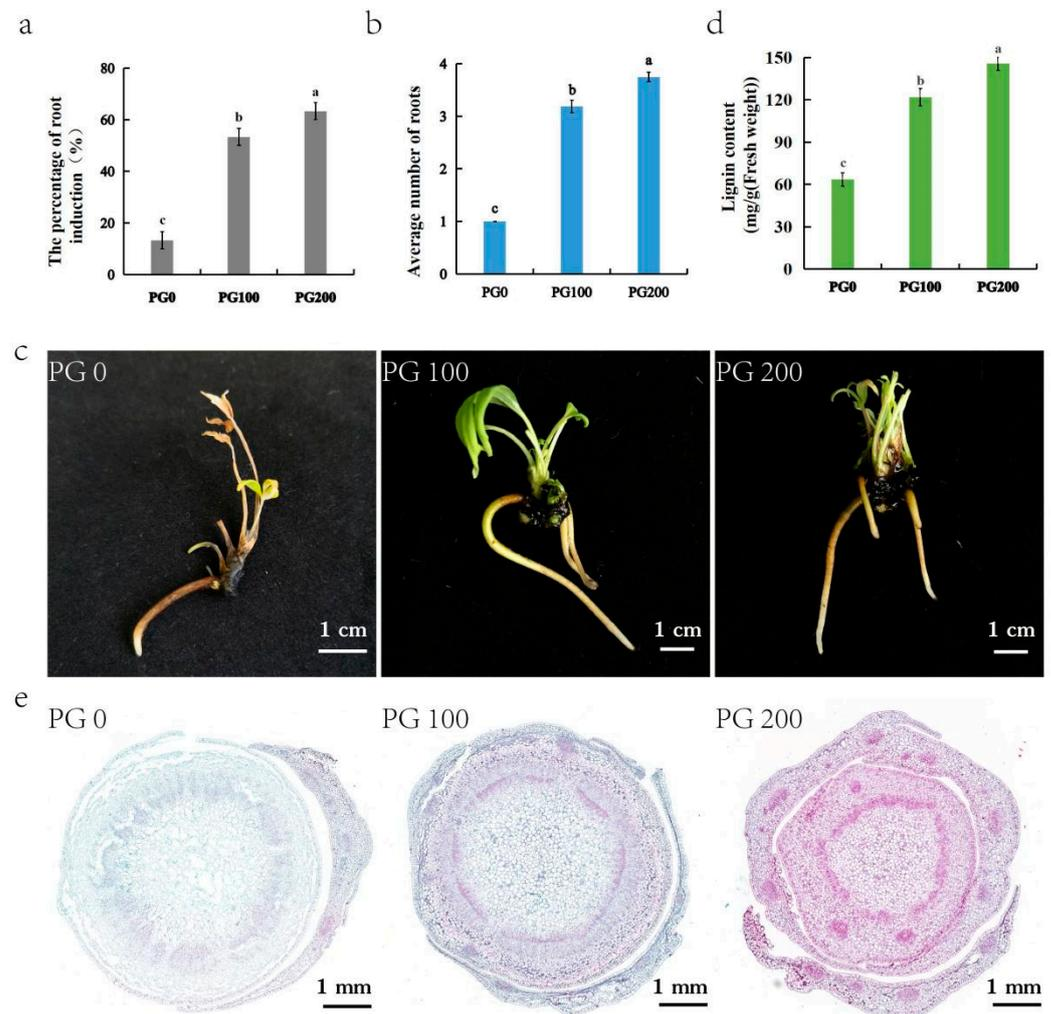 a
The percentage of root
induction（%）
80
60
40
20
0
c
b
a
PG0
PG100
PG200
b
Average number of roots
4
3
2
1
0
c
b
a
PG0
PG100
PG200
d
Lignin content
(mg/g(Fresh weight))
150
120
90
60
30
0
c
b
a
PG0
PG100
PG200
c
PG 0
1 cm
PG 100
1 cm
PG 200
1 cm
e
PG 0
1 mm
PG 100
1 mm
PG 200
1 mm